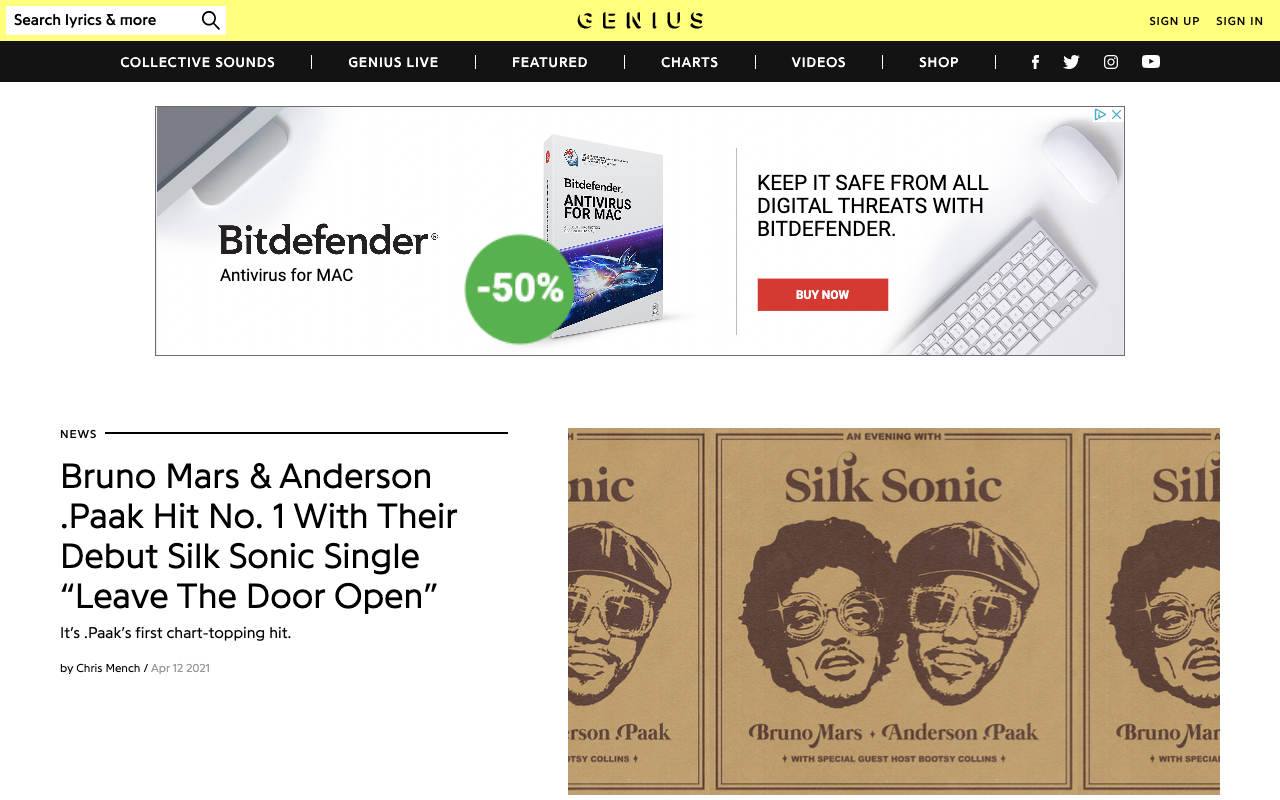 Search lyrics & more
GENIUS
SIGN UP
SIGN IN
COLLECTIVE SOUNDS
GENIUS LIVE
FEATURED
CHARTS
VIDEOS
SHOP
Bitdefender®
Antivirus for MAC
-50%
Bitdefender.
ANTIVIRUS
FOR MAC
KEEP IT SAFE FROM ALL
DIGITAL THREATS WITH
BITDEFENDER.
BUY NOW
NEWS
Bruno Mars & Anderson
.Paak Hit No. 1 With Their
Debut Silk Sonic Single
“Leave The Door Open”
It’s .Paak’s first chart-topping hit.
by Chris Mench / Apr 12 2021
H
AN EVENING WITH
A
nic
Silk Sonic
Sil
rson .Paak
Bruno Mars + Anderson .Paak
Bruno Mar
OTSY COLLINS
WITH SPECIAL GUEST HOST BOOTSY COLLINS
WITH SPECIA